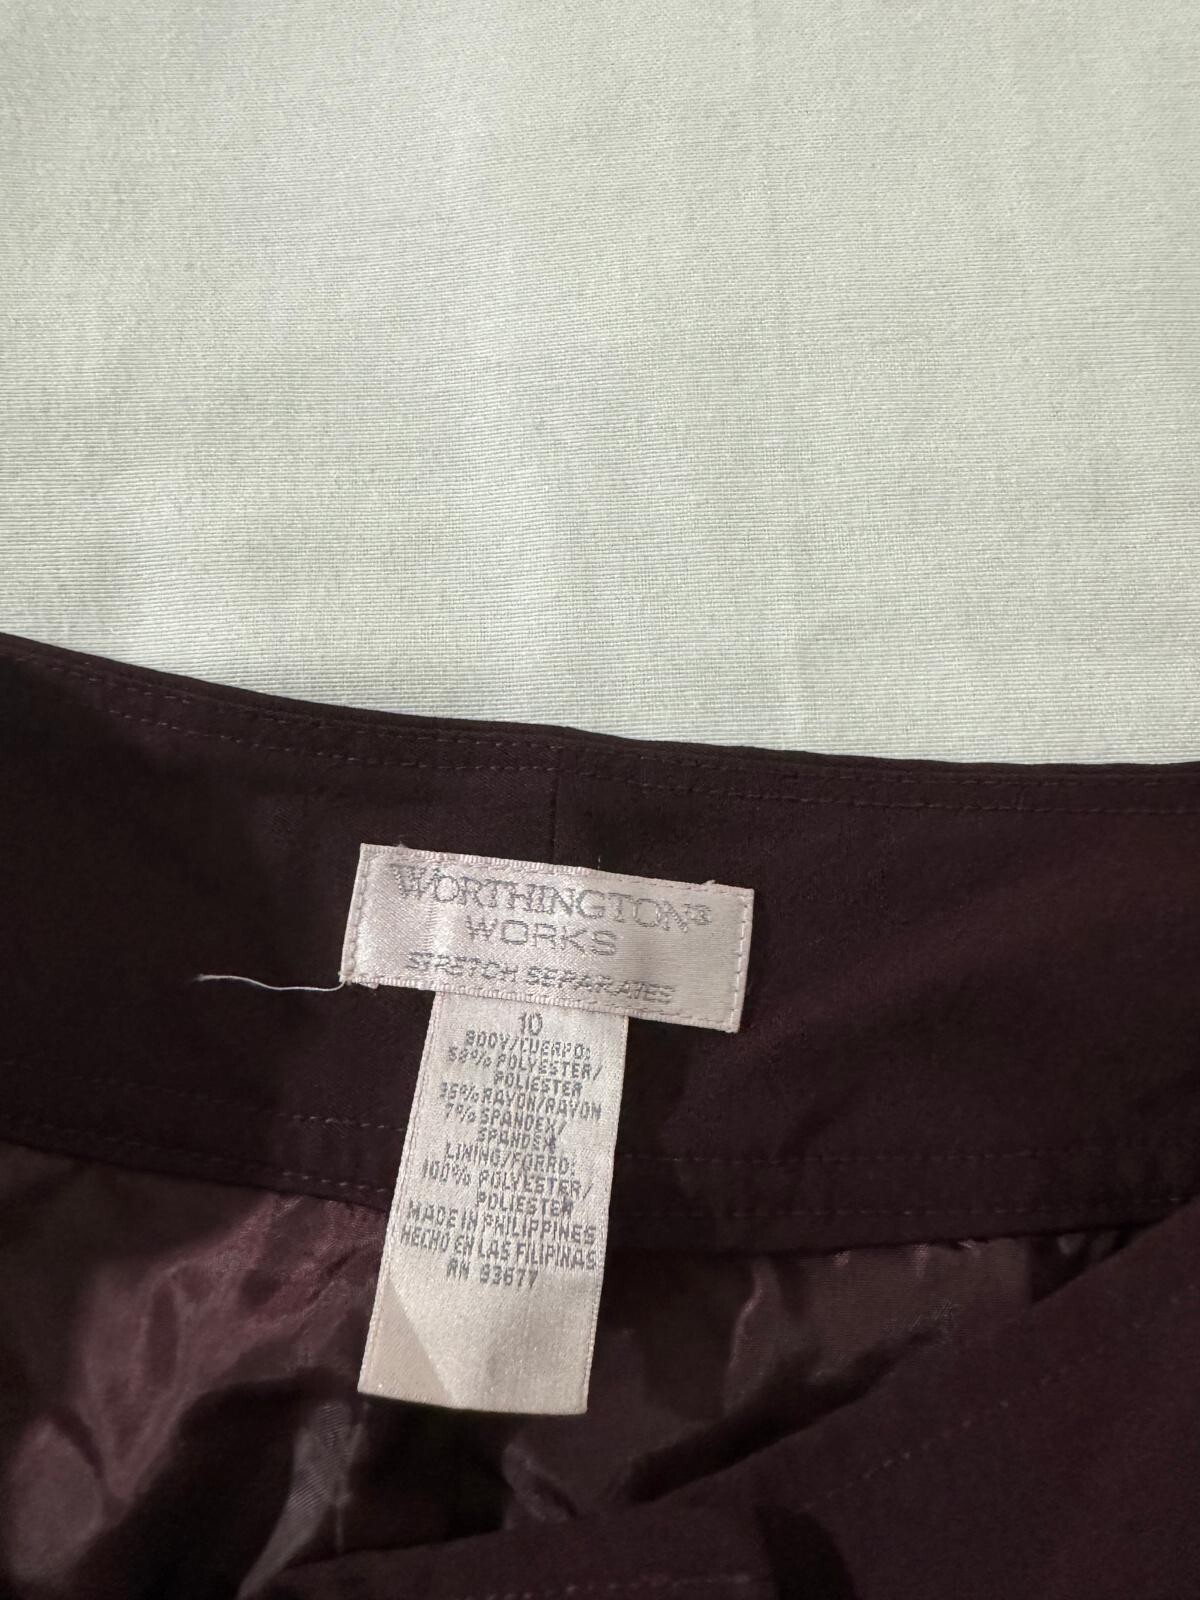 WORTHINGTON®
WORKS
STRETCH SEPARATES
10
BODY/CUERPO:
58% POLYESTER/
POLIESTER
35% RAYON/RAYON
7% SPANDEX/
SPANDEX
LINING/FORRO:
100% POLYESTER/
POLIESTER
MADE IN PHILIPPINES
HECHO EN LAS FILIPINAS
RN 93677